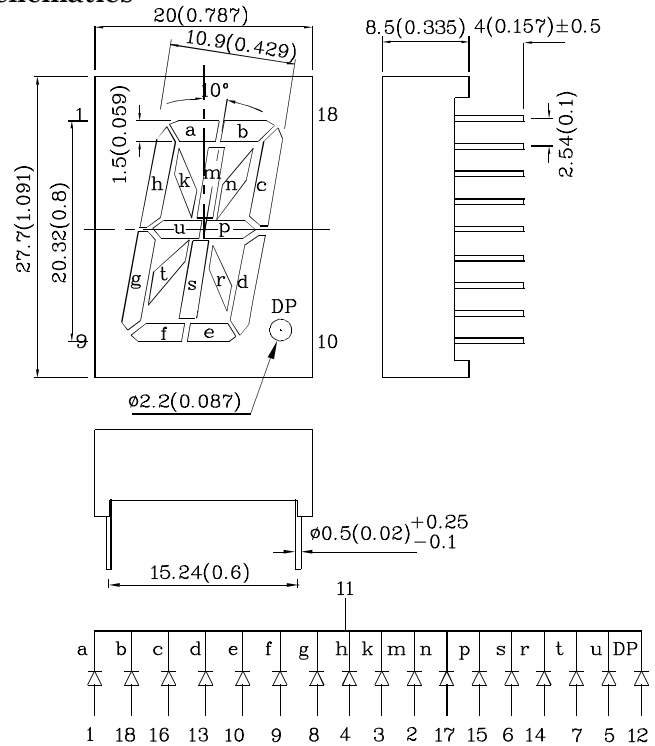 20(0.787)
8.5(0.335) 4(0.157)±0.5
10.9(0.429)
10°
1 18
1.5(0.059)
2.54(0.1)
a b
h k m n c
27.7(1.091)
20.32(0.8)
u p
g t s r d
DP
f e
9 10
ø2.2(0.087)
ø0.5(0.02)+0.25
−0.1
15.24(0.6)
11
a b c d e f g h k m n p s r t u DP
1 18 16 13 10 9 8 4 3 2 17 15 6 14 7 5 12